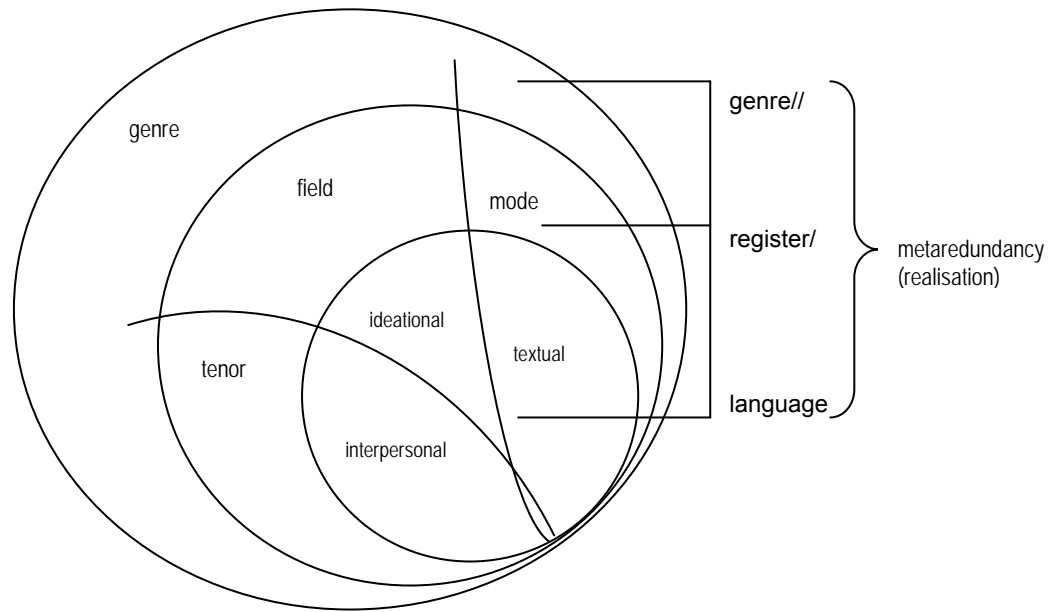 genre
field
mode
ideational
textual
tenor
interpersonal
genre//
register/
language
metaredundancy
(realisation)